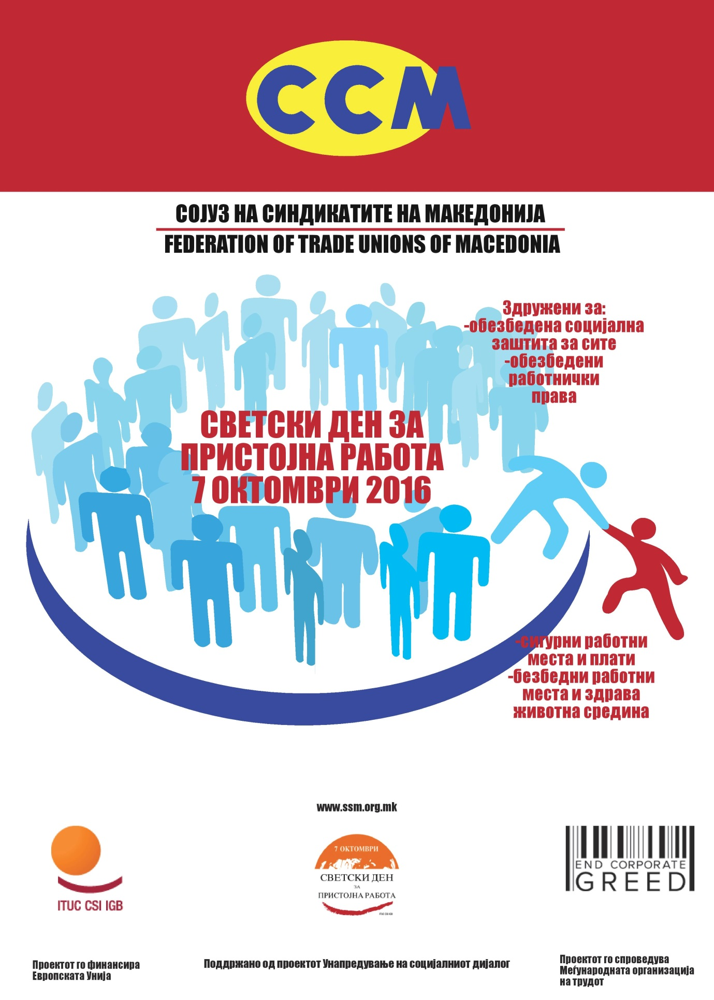 ССМ
СОЈУЗ НА СИНДИКАТИТЕ НА МАКЕДОНИЈА
FEDERATION OF TRADE UNIONS OF MACEDONIA
Здружени за:
-обезбедена социјална
заштита за сите
-обезбедени
работнички
права
СВЕТСКИ ДЕН ЗА
ПРИСТОЈНА РАБОТА
7 ОКТОМВРИ 2016
-сигурни работни
места и плати
-безбедни работни
места и здрава
животна средина
www.ssm.org.mk
ITUC CSI IGB
7 ОКТОМВРИ
СВЕТСКИ ДЕН
ЗА
ПРИСТОЈНА РАБОТА
ITUC CSI IGB
END CORPORATE
GREED
Проектот го финансира
Европската Унија
Поддржано од проектот Унапредување на социјалниот дијалог
Проектот го спроведува
Меѓународната организација
на трудот